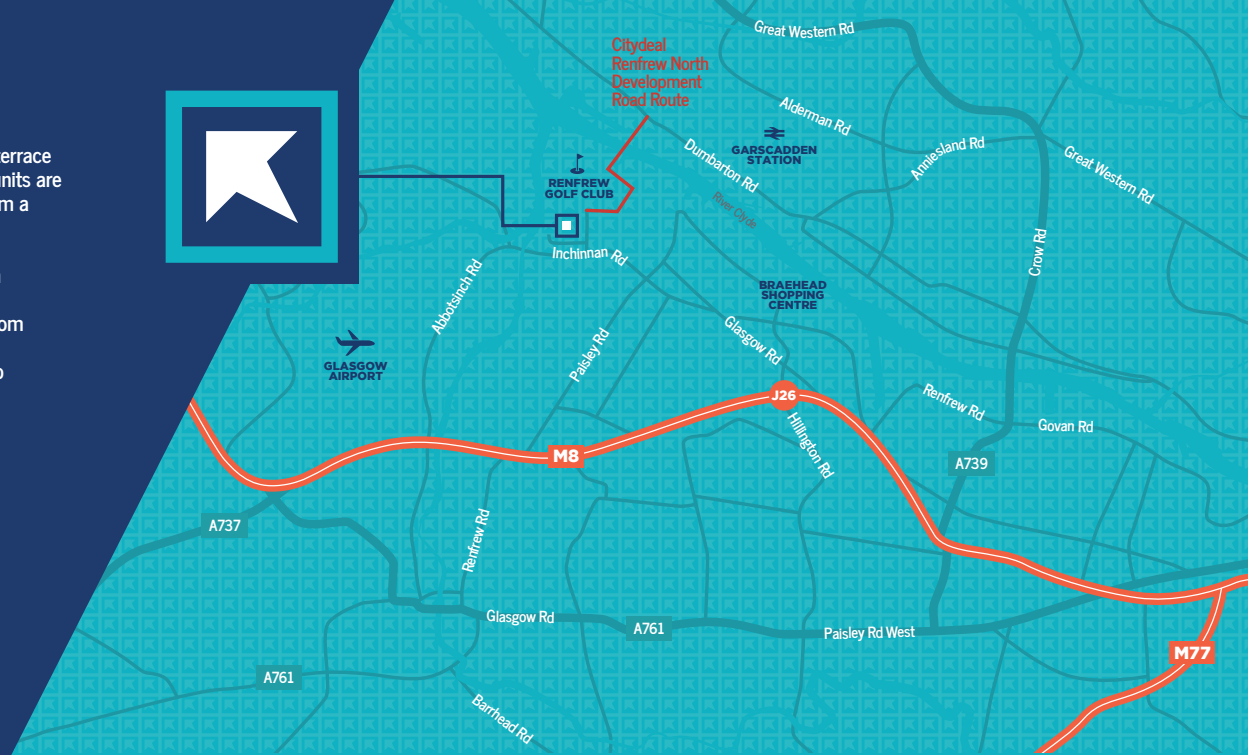 errace
nits are
m a
om
Citydeal
Renfrew North
Development
Road Route
Great Western Rd
Alderman Rd
GARSCADDEN
STATION
Anniesland Rd
Great Western Rd
Dumbarton Rd
RENFREW
GOLF CLUB
River Clyde
Inchinnan Rd
Crow Rd
Abbotsinch Rd
BRAEHEAD
SHOPPING
CENTRE
Glasgow Rd
Paisley Rd
GLASGOW
AIRPORT
J26
Renfrew Rd
Govan Rd
Hillington Rd
M8
A739
A737
Renfrew Rd
Glasgow Rd
A761
Paisley Rd West
M77
A761
Barrhead Rd